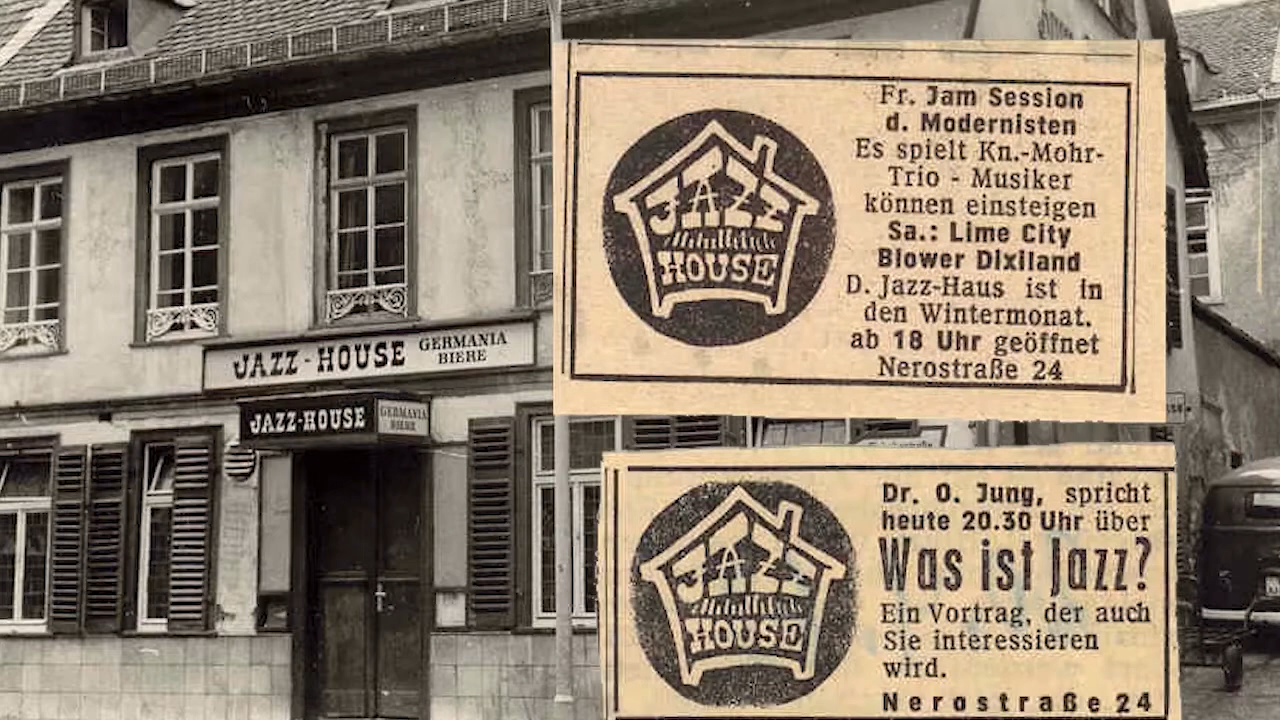 JAZZ-HOUSE GERMANIA
BIERE
JAZZ-HOUSE GERMANIA
BIERE
JAZZ
HOUSE
Fr. Jam Session
d. Modernisten
Es spielt Kn.-Mohr-
Trio - Musiker
können einsteigen
Sa.: Lime City
Blower Dixiland
D. Jazz-Haus ist in
den Wintermonat.
ab 18 Uhr geöffnet
Nerostraße 24
JAZZ
HOUSE
Dr. O. Jung, spricht
heute 20.30 Uhr über
Was ist Jazz?
Ein Vortrag, der auch
Sie interessieren
wird.
Nerostraße 24